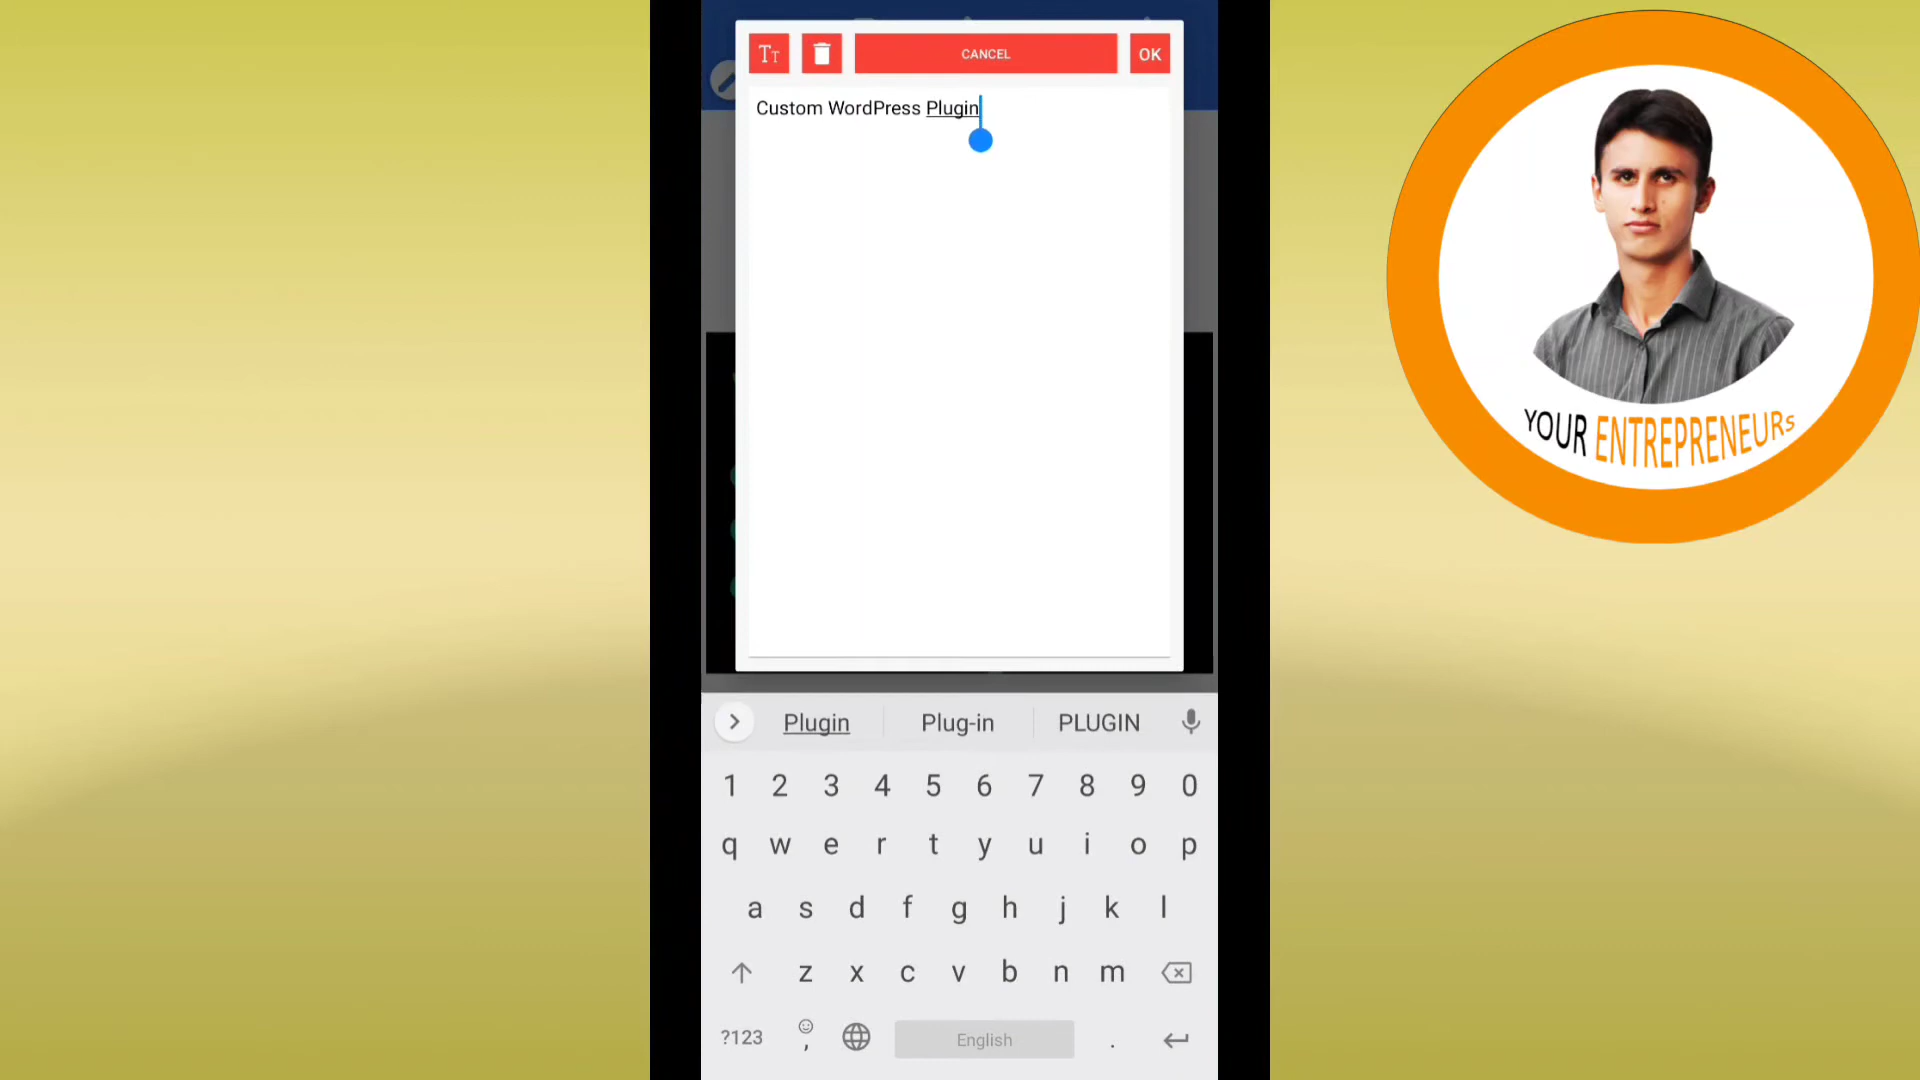 Tт CANCEL OK
Custom WordPress Plugin
YOUR ENTREPRENEURs
Plugin Plug-in PLUGIN
1 2 3 4 5 6 7 8 9 0
q w e r t y u i o p
a s d f g h j k l
z x c v b n m
?123 , English .